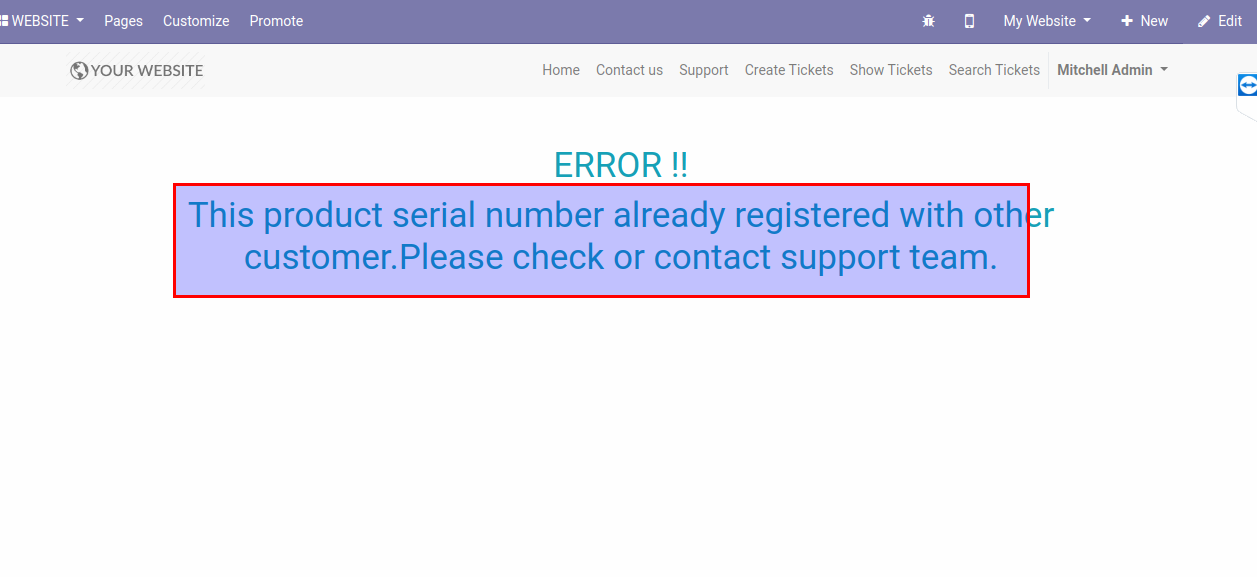 WEBSITE Pages Customize Promote My Website New Edit
YOUR WEBSITE Home Contact us Support Create Tickets Show Tickets Search Tickets Mitchell Admin
ERROR !!
This product serial number already registered with other
customer.Please check or contact support team.